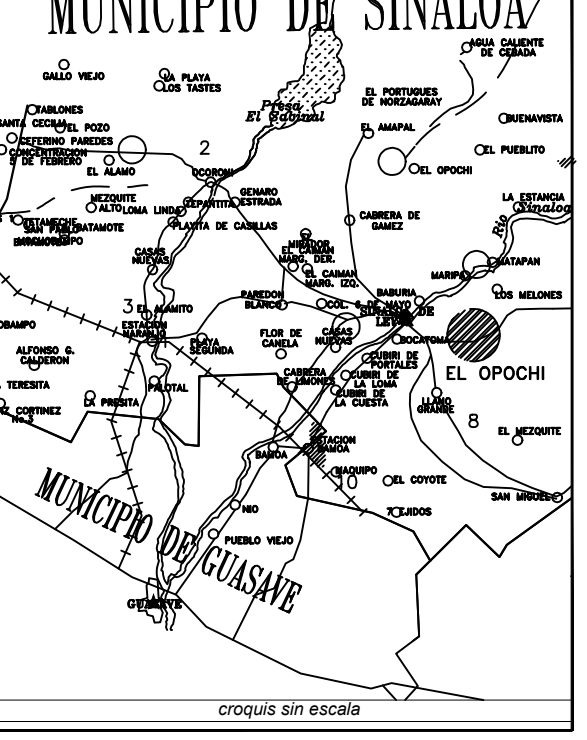 MUNICIPIO DE SINALOA
AGUA CALIENTE
DE CEBADA
GALLO VIEJO
LA PLAYA
LOS TASTES
EL PORTUGUES
DE NORZAGARAY
TABLONES
Presa
El Sabinal
SANTA CECILIA
EL POZO
BUENAVISTA
EL AMAPAL
CEFERINO PAREDES
CONCENTRACION
5 DE FEBRERO
2
EL PUEBLITO
EL ALAMO
OCORONI
EL OPOCHI
MEZQUITE
ALTO
LOMA LINDA
GENARO
ESTRADA
LA ESTANCIA
Rio Sinaloa
PLAYITA DE CASILLAS
BATAMOTE
CABRERA DE
GAMEZ
MIRADOR
EL CAIMAN
MARG. DER.
CASAS
NUEVAS
EL CAIMAN
MARG. IZQ.
MATAPAN
MARIPA
BABURIA
LOS MELONES
PAREDON
BLANCO
COL. 6 DE MAYO
3
EL ALAMITO
SINALOA DE
LEYVA
ESTACION
NARANJO
OBAMPO
FLOR DE
CANELA
CASAS
NUEVAS
BOCATOMA
PLAYA
SEGUNDA
ALFONSO G.
CALDERON
CUBIRI DE
PORTALES
EL OPOCHI
CABRERA
DE LIMONES
CUBIRI DE
LA LOMA
TERESITA
PALOTAL
CUBIRI DE
LA CUESTA
LA PRESITA
LLANO
GRANDE
CORTINEZ
No.3
8
EL MEZQUITE
ESTACION
BAMOA
BAMOA
MAQUIPO
10
EL COYOTE
SAN MIGUEL
NIO
7 EJIDOS
MUNICIPIO DE GUASAVE
PUEBLO VIEJO
GUASAVE
croquis sin escala